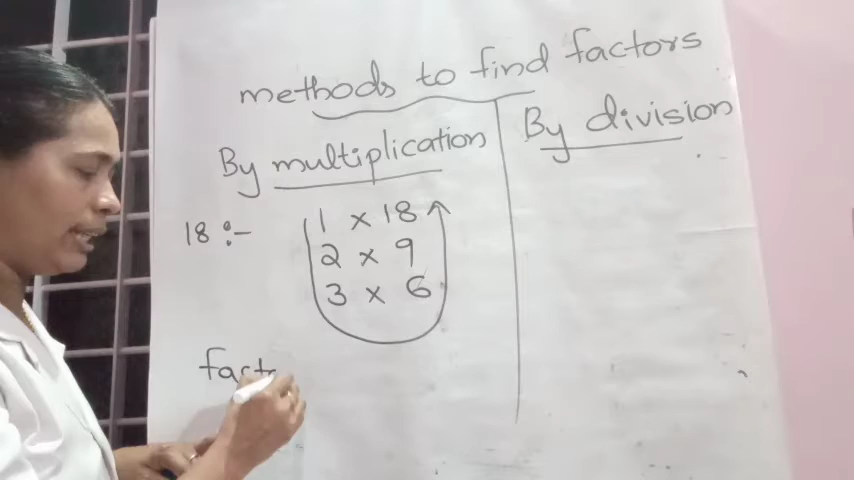 methods to find factors
By multiplication
By division
18 :-
1 x 18
2 x 9
3 x 6
fact